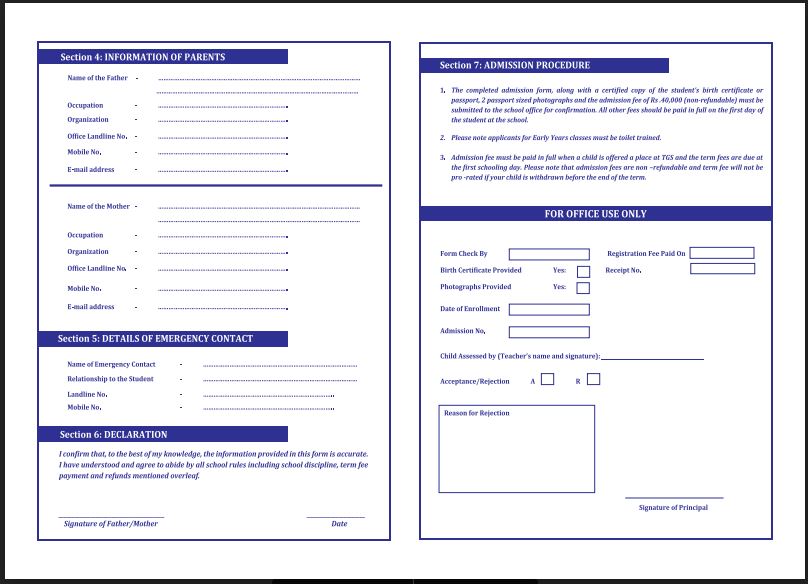 Section 4: INFORMATION OF PARENTS
Name of the Father -
Occupation -
Organization -
Office Landline No. -
Mobile No. -
E-mail address -
Name of the Mother -
Occupation -
Organization -
Office Landline No. -
Mobile No. -
E-mail address -
Section 5: DETAILS OF EMERGENCY CONTACT
Name of Emergency Contact -
Relationship to the Student -
Landline No. -
Mobile No. -
Section 6: DECLARATION
I confirm that, to the best of my knowledge, the information provided in this form is accurate.
I have understood and agree to abide by all school rules including school discipline, term fee
payment and refunds mentioned overleaf.
Signature of Father/Mother Date
Section 7: ADMISSION PROCEDURE
1. The completed admission form, along with a certified copy of the student's birth certificate or
passport, 2 passport sized photographs and the admission fee of Rs .40,000 (non-refundable) must be
submitted to the school office for confirmation. All other fees should be paid in full on the first day of
the student at the school.
2. Please note applicants for Early Years classes must be toilet trained.
3. Admission fee must be paid in full when a child is offered a place at TGS and the term fees are due at
the first schooling day. Please note that admission fees are non –refundable and term fee will not be
pro -rated if your child is withdrawn before the end of the term.
FOR OFFICE USE ONLY
Form Check By Registration Fee Paid On
Birth Certificate Provided Yes: Receipt No.
Photographs Provided Yes:
Date of Enrollment
Admission No.
Child Assessed by (Teacher's name and signature):
Acceptance/Rejection A R
Reason for Rejection
Signature of Principal